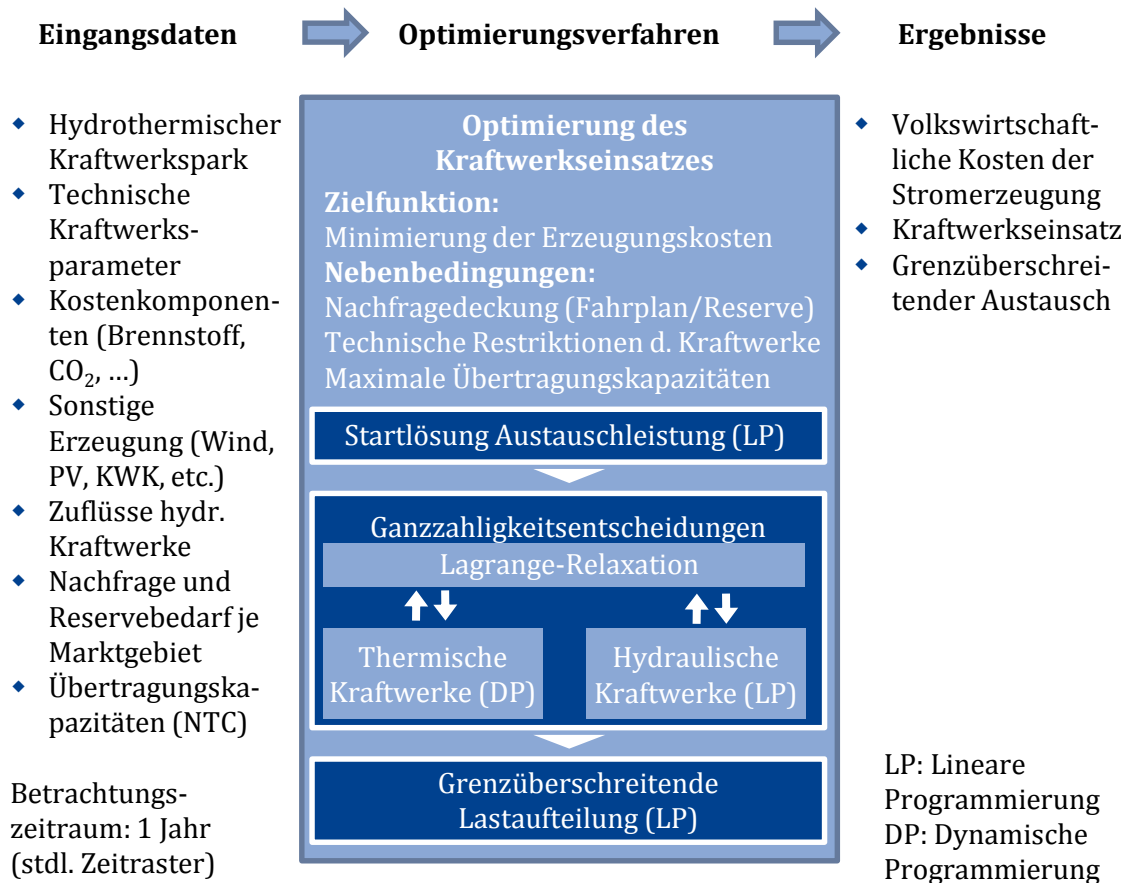 Eingangsdaten
Optimierungsverfahren
Ergebnisse
Hydrothermischer
Kraftwerkspark
Technische
Kraftwerks-
parameter
Kostenkomponen-
ten (Brennstoff,
CO₂, ...)
Sonstige
Erzeugung (Wind,
PV, KWK, etc.)
Zuflüsse hydr.
Kraftwerke
Nachfrage und
Reservebedarf je
Marktgebiet
Übertragungska-
pazitäten (NTC)
Betrachtungs-
zeitraum: 1 Jahr
(stdl. Zeitraster)
Optimierung des
Kraftwerkseinsatzes
Zielfunktion:
Minimierung der Erzeugungskosten
Nebenbedingungen:
Nachfragedeckung (Fahrplan/Reserve)
Technische Restriktionen d. Kraftwerke
Maximale Übertragungskapazitäten
Startlösung Austauschleistung (LP)
Ganzzahligkeitsentscheidungen
Lagrange-Relaxation
Thermische
Kraftwerke (DP)
Hydraulische
Kraftwerke (LP)
Grenzüberschreitende
Lastaufteilung (LP)
Volkswirtschaft-
liche Kosten der
Stromerzeugung
Kraftwerkseinsatz
Grenzüberschrei-
tender Austausch
LP: Lineare
Programmierung
DP: Dynamische
Programmierung